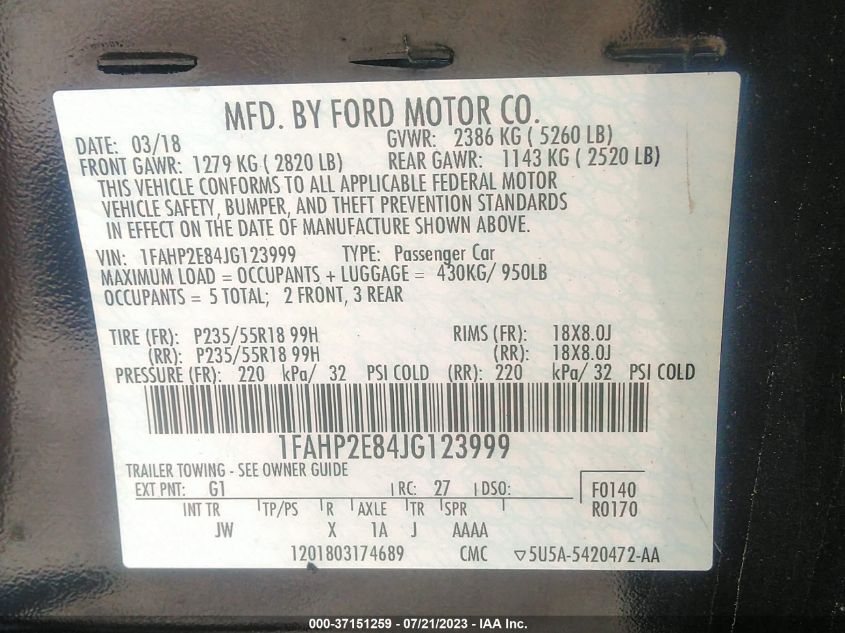 MFD. BY FORD MOTOR CO.
DATE: 03/18 GVWR: 2386 KG ( 5260 LB)
FRONT GAWR: 1279 KG ( 2820 LB) REAR GAWR: 1143 KG ( 2520 LB)
THIS VEHICLE CONFORMS TO ALL APPLICABLE FEDERAL MOTOR
VEHICLE SAFETY, BUMPER, AND THEFT PREVENTION STANDARDS
IN EFFECT ON THE DATE OF MANUFACTURE SHOWN ABOVE.
VIN: 1FAHP2E84JG123999 TYPE: Passenger Car
MAXIMUM LOAD = OCCUPANTS + LUGGAGE = 430KG/ 950LB
OCCUPANTS = 5 TOTAL; 2 FRONT, 3 REAR
TIRE (FR): P235/55R18 99H RIMS (FR): 18X8.0J
(RR): P235/55R18 99H (RR): 18X8.0J
PRESSURE (FR): 220 kPa/ 32 PSI COLD (RR): 220 kPa/ 32 PSI COLD
1FAHP2E84JG123999
TRAILER TOWING - SEE OWNER GUIDE
EXT PNT: G1 RC: 27 DSO: F0140
INT TR TP/PS R AXLE TR SPR R0170
JW X 1A J AAAA
1201803174689 CMC ▽5U5A-5420472-AA
000-37151259 - 07/21/2023 - IAA Inc.